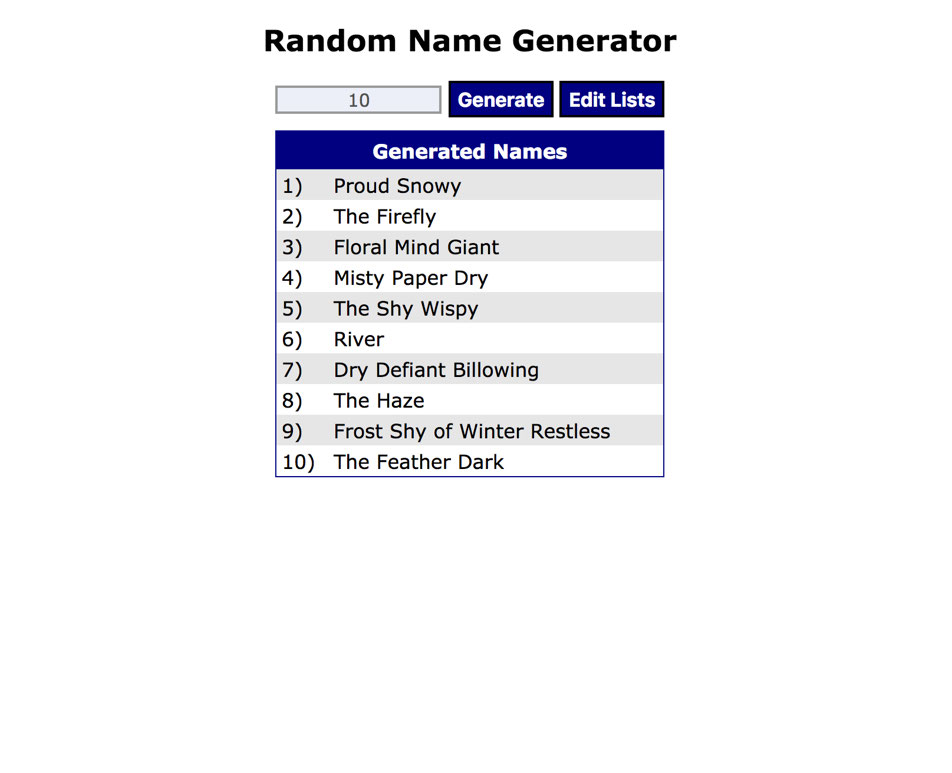 Random Name Generator
10 Generate Edit Lists
Generated Names
1) Proud Snowy
2) The Firefly
3) Floral Mind Giant
4) Misty Paper Dry
5) The Shy Wispy
6) River
7) Dry Defiant Billowing
8) The Haze
9) Frost Shy of Winter Restless
10) The Feather Dark